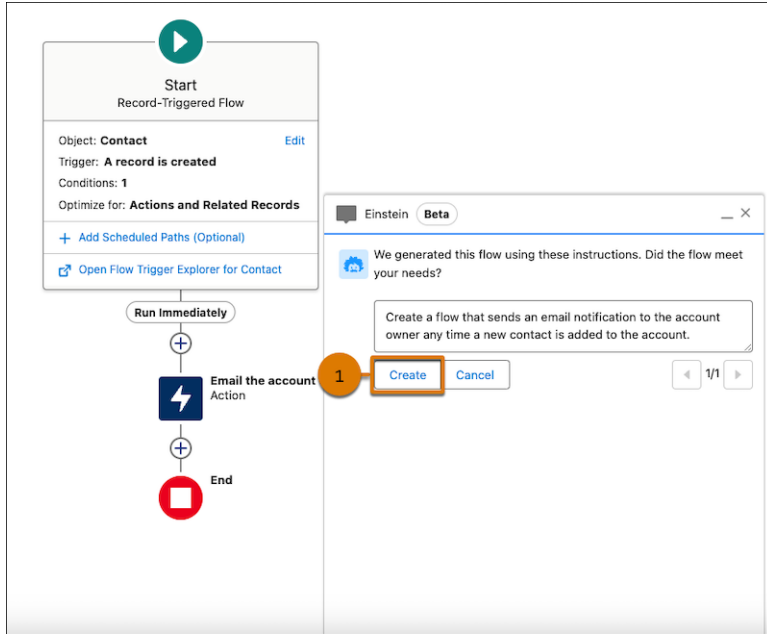 Start
Record-Triggered Flow
Object: Contact
Edit
Trigger: A record is created
Conditions: 1
Optimize for: Actions and Related Records
+ Add Scheduled Paths (Optional)
Open Flow Trigger Explorer for Contact
Run Immediately
Email the account
Action
End
Einstein Beta
We generated this flow using these instructions. Did the flow meet
your needs?
Create a flow that sends an email notification to the account
owner any time a new contact is added to the account.
1
Create Cancel
1/1